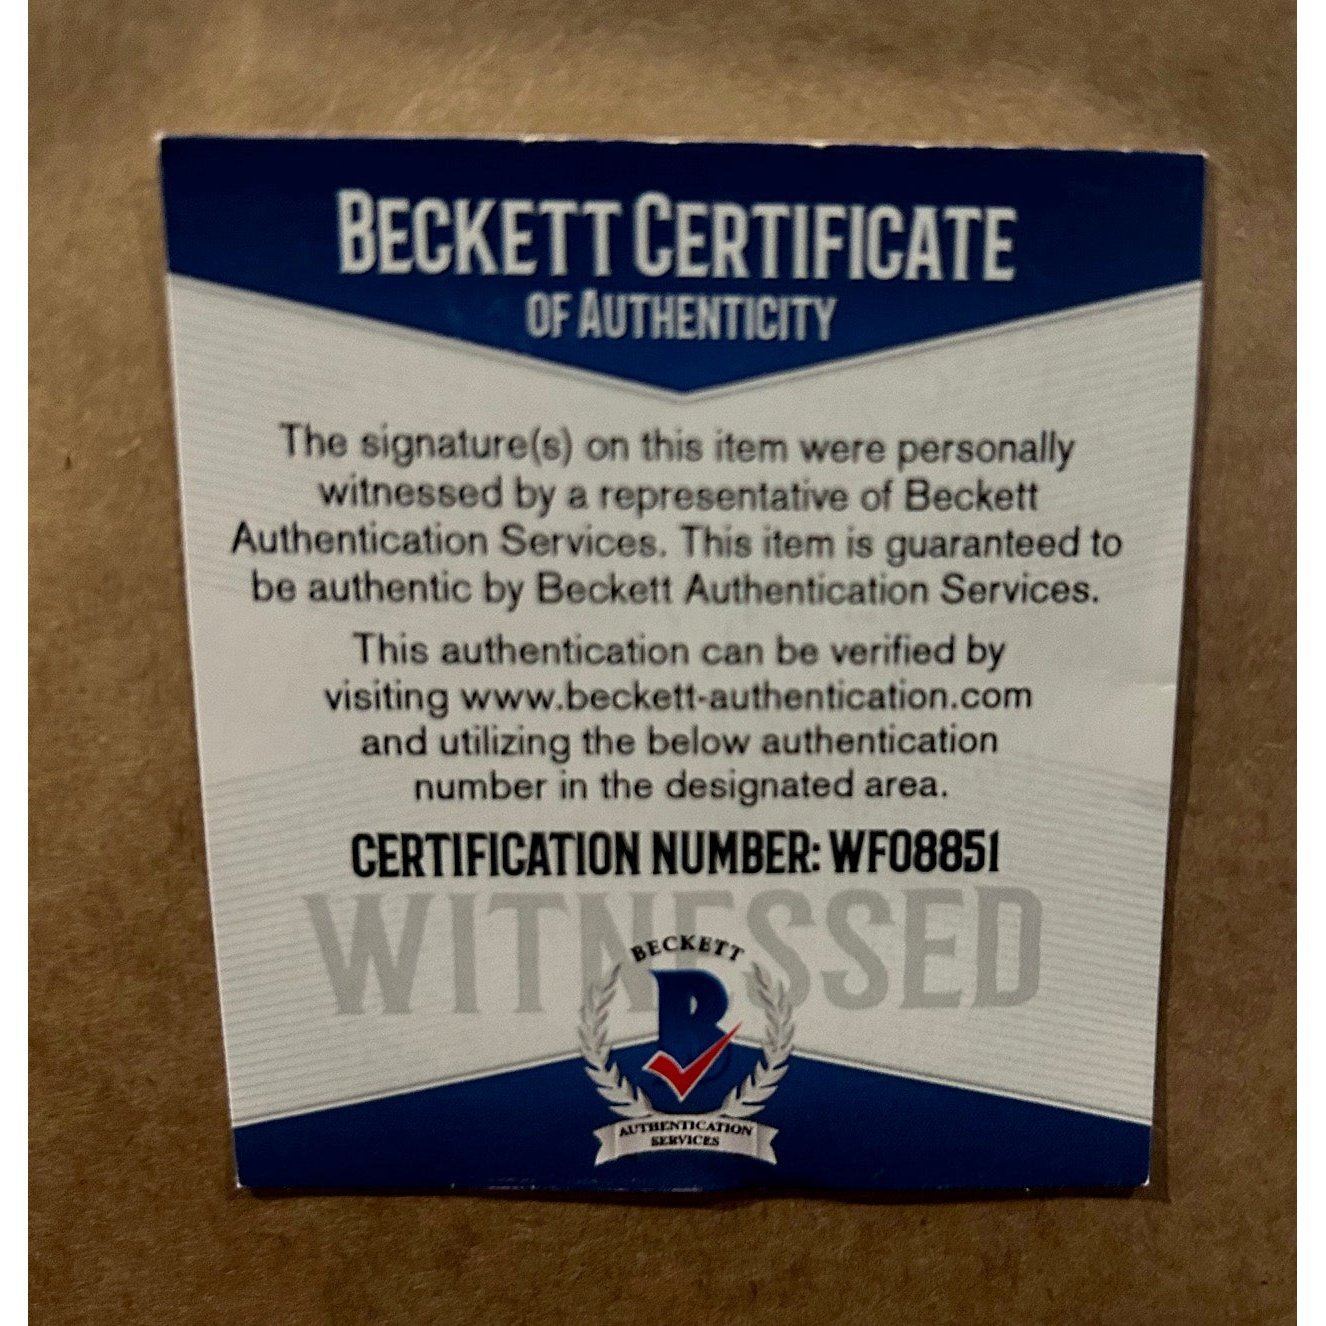 BECKETT CERTIFICATE
OF AUTHENTICITY
The signature(s) on this item were personally
witnessed by a representative of Beckett
Authentication Services. This item is guaranteed to
be authentic by Beckett Authentication Services.
This authentication can be verified by
visiting www.beckett-authentication.com
and utilizing the below authentication
number in the designated area.
CERTIFICATION NUMBER: WF08851
WITNESSED
BECKETT
B
AUTHENTICATION
SERVICES